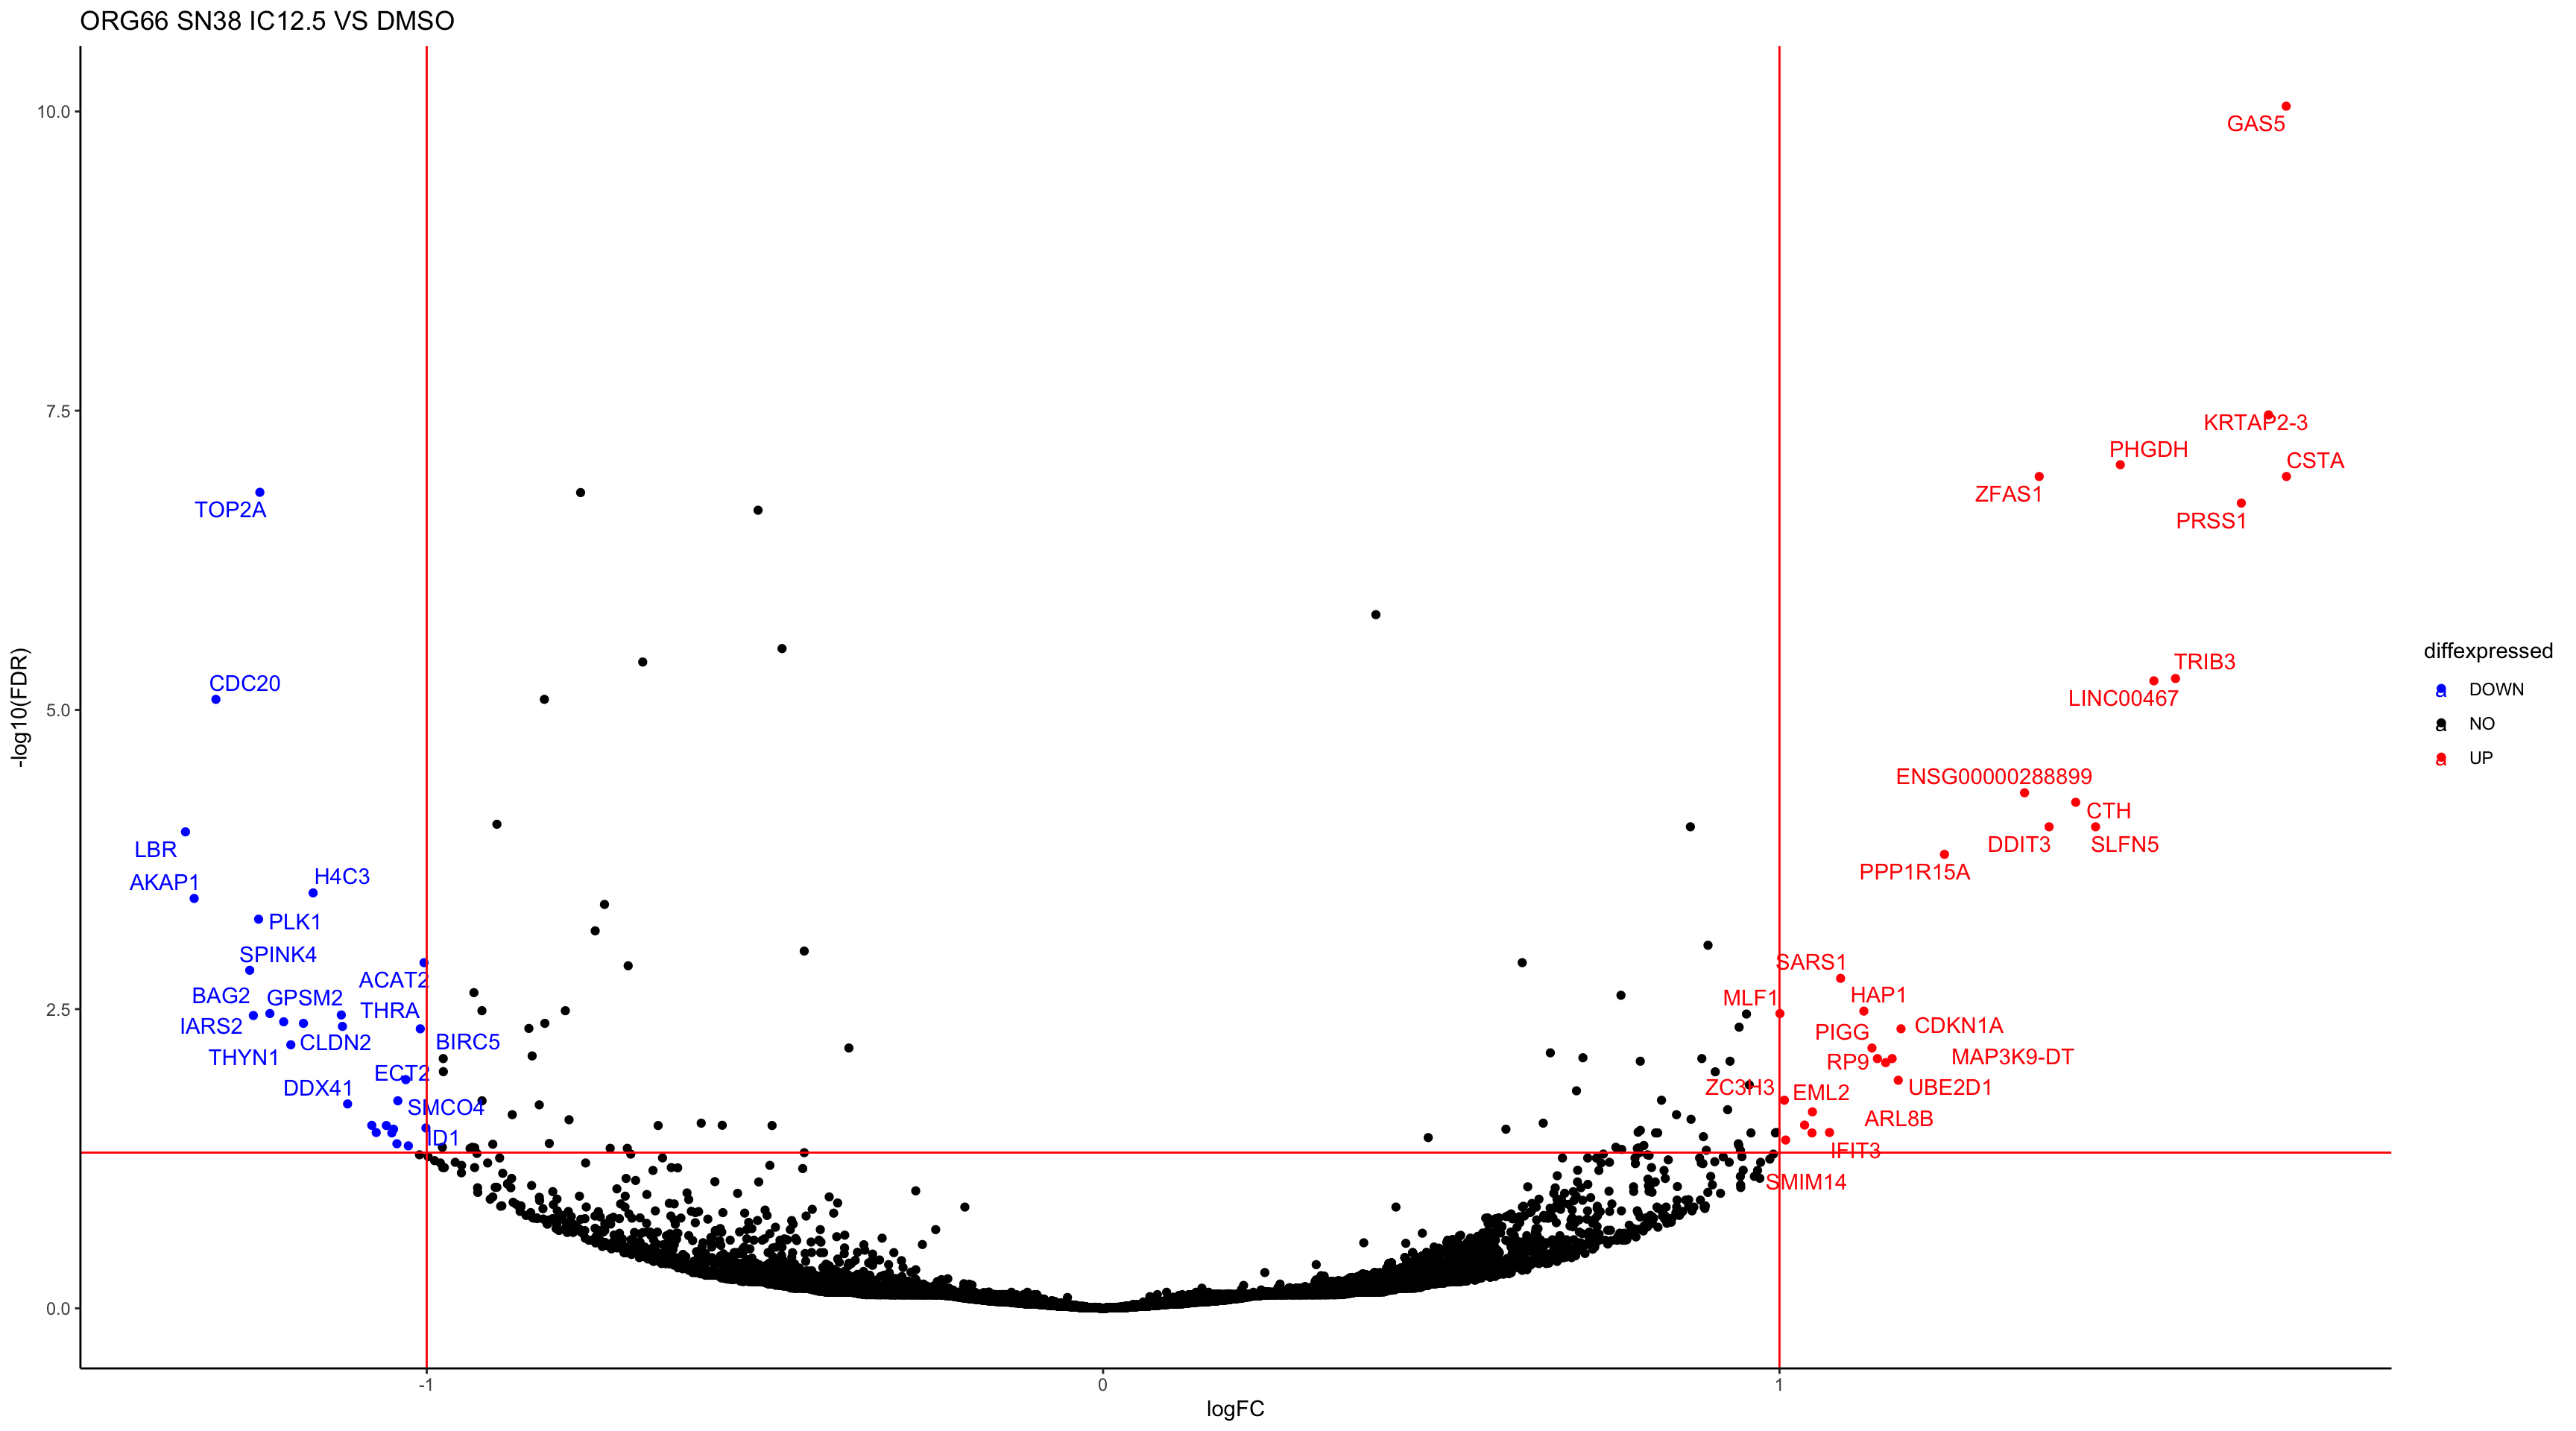 ORG66 SN38 IC12.5 VS DMSO
10.0
GAS5
7.5
KRTAP2-3
PHGDH
CSTA
ZFAS1
TOP2A
PRSS1
diffexpressed
-log10(FDR)
TRIB3
CDC20
a DOWN
5.0
LINC00467
a NO
a UP
ENSG00000288899
CTH
LBR
DDIT3
SLFN5
PPP1R15A
AKAP1
H4C3
PLK1
SPINK4
SARS1
ACAT2
BAG2
GPSM2
MLF1
HAP1
2.5
THRA
IARS2
CDKN1A
PIGG
BIRC5
CLDN2
THYN1
MAP3K9-DT
RP9
ECT2
DDX41
ZC3H3
UBE2D1
EML2
SMCO4
ARL8B
ID1
IFIT3
SMIM14
0.0
-1
0
1
logFC